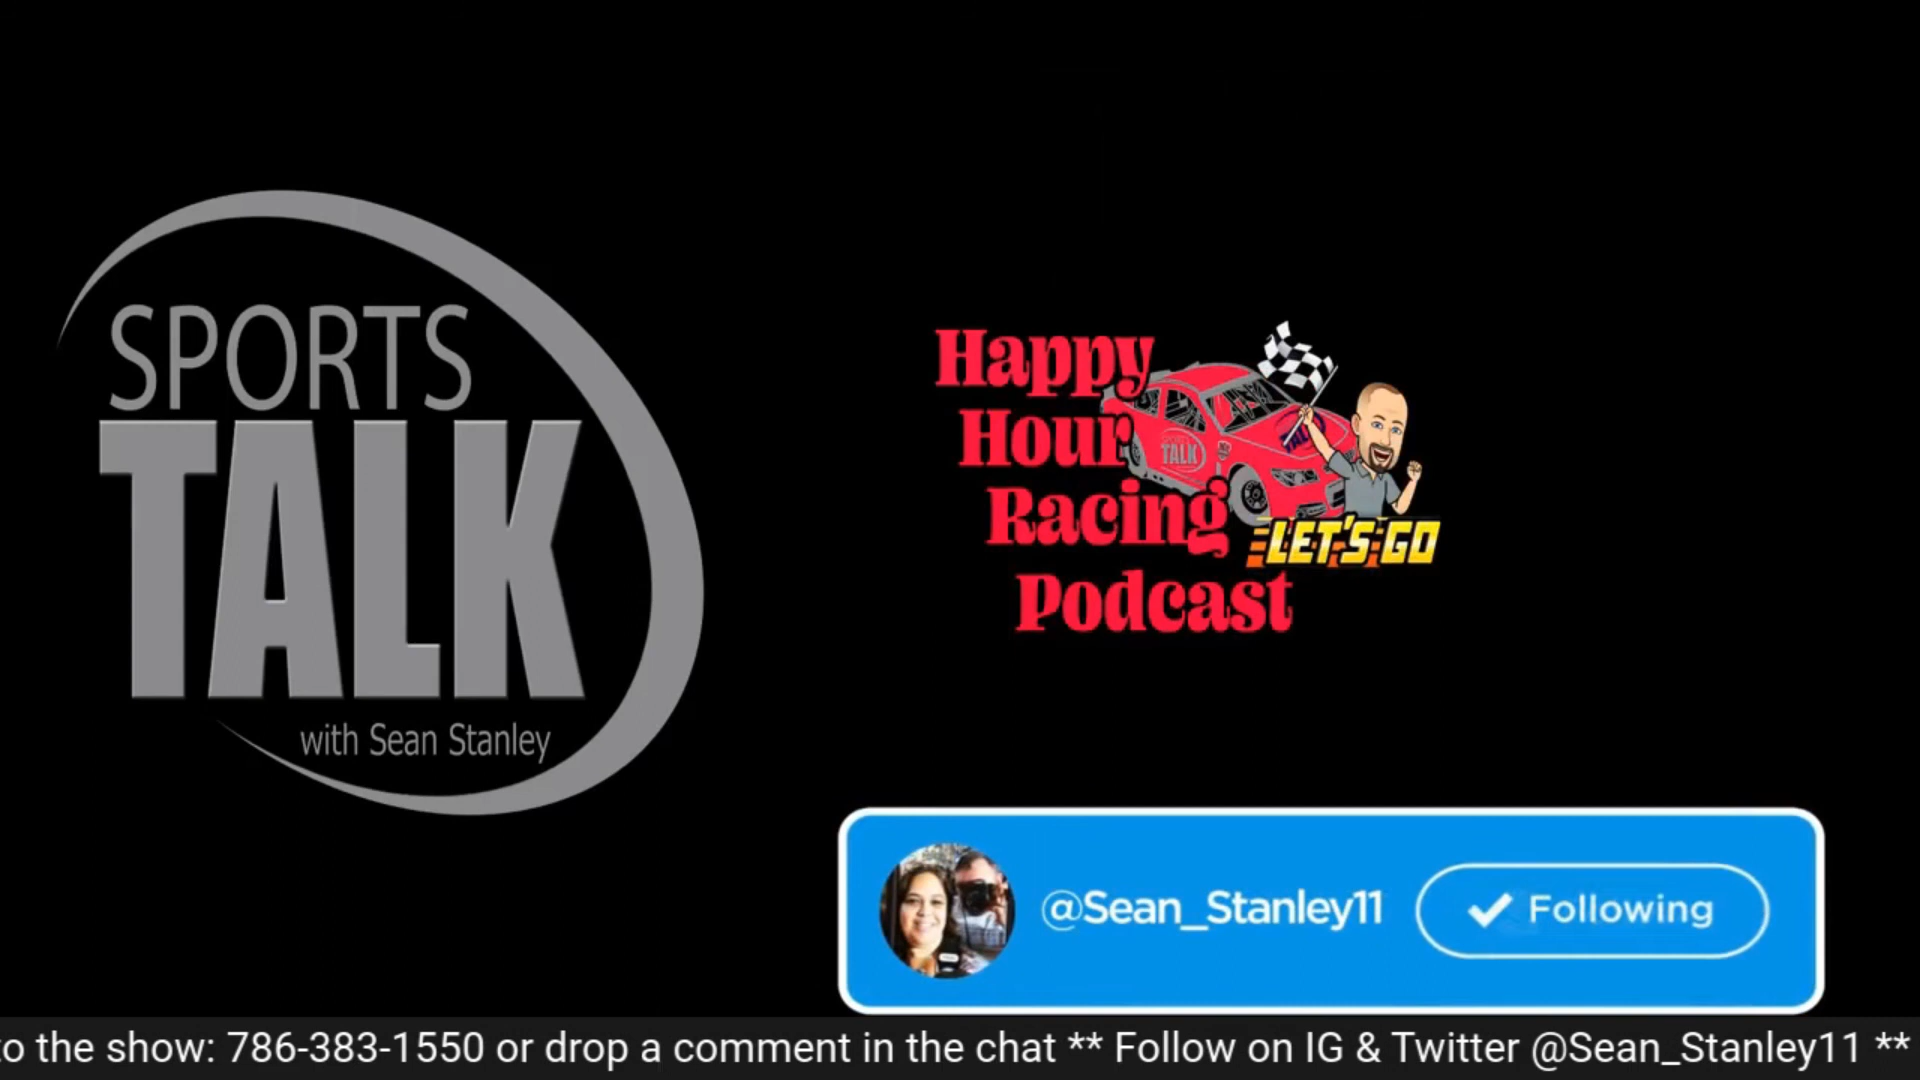 SPORTS
TALK
with Sean Stanley
Happy
Hour
Racing
Podcast
TALK
LET'S GO
@Sean_Stanley11
Following
to the show: 786-383-1550 or drop a comment in the chat ** Follow on IG & Twitter @Sean_Stanley11 **